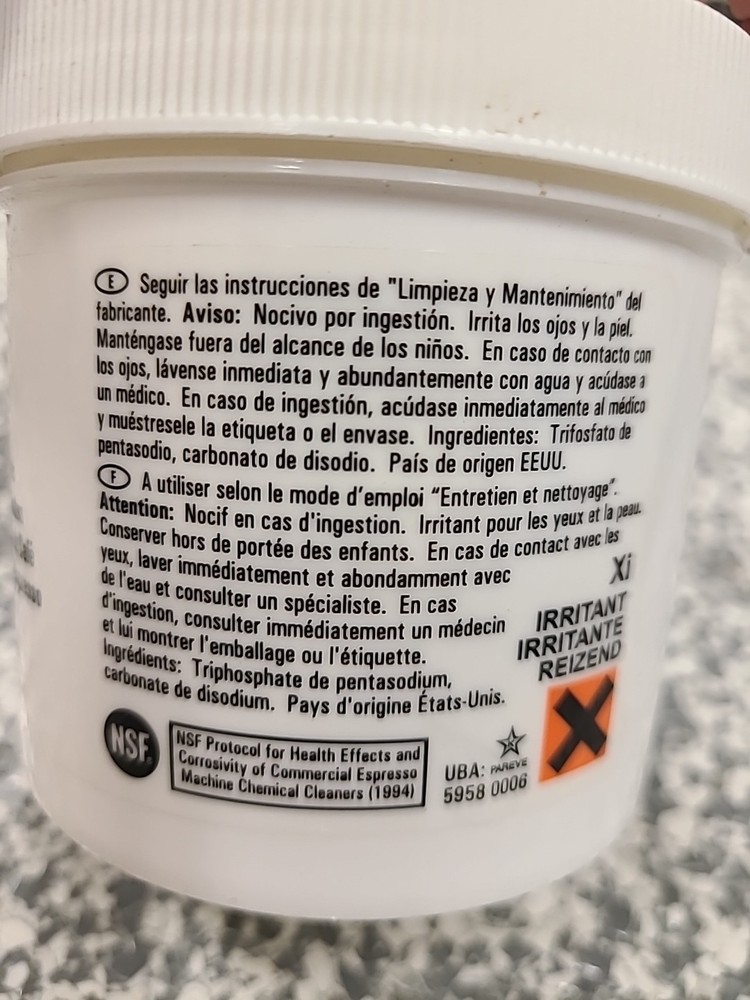 E Seguir las instrucciones de "Limpieza y Mantenimiento" del
fabricante. Aviso: Nocivo por ingestión. Irrita los ojos y la piel.
Manténgase fuera del alcance de los niños. En caso de contacto con
los ojos, lávense inmediata y abundantemente con agua y acúdase a
un médico. En caso de ingestión, acúdase inmediatamente al médico
y muéstresele la etiqueta o el envase. Ingredientes: Trifosfato de
pentasodio, carbonato de disodio. País de origen EEUU.
F A utiliser selon le mode d'emploi "Entretien et nettoyage".
Attention: Nocif en cas d'ingestion. Irritant pour les yeux et la peau.
Conserver hors de portée des enfants. En cas de contact avec les
yeux, laver immédiatement et abondamment avec
de l'eau et consulter un spécialiste. En cas
d'ingestion, consulter immédiatement un médecin
et lui montrer l'emballage ou l'étiquette.
Ingrédients: Triphosphate de pentasodium,
carbonate de disodium. Pays d'origine États-Unis.
Xi
IRRITANT
IRRITANTE
REIZEND
NSF
NSF Protocol for Health Effects and
Corrosivity of Commercial Espresso
Machine Chemical Cleaners (1994)
K
UBA: PAREVE
5958 0006